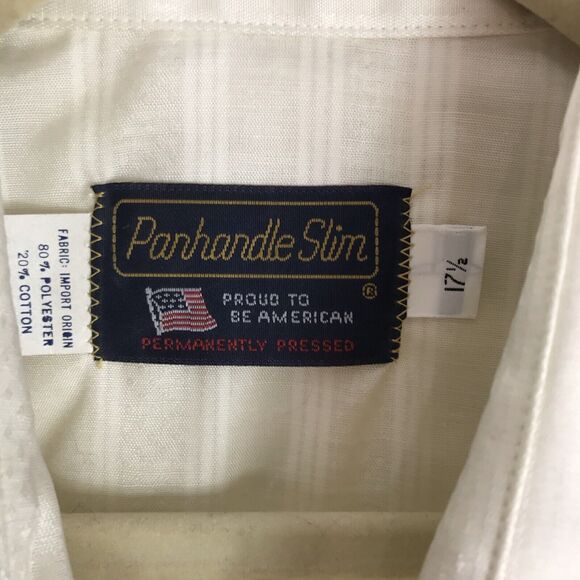 Panhandle Slim
®
PROUD TO
BE AMERICAN
PERMANENTLY PRESSED
17½
FABRIC: IMPORT ORIGIN
80% POLYESTER
20% COTTON